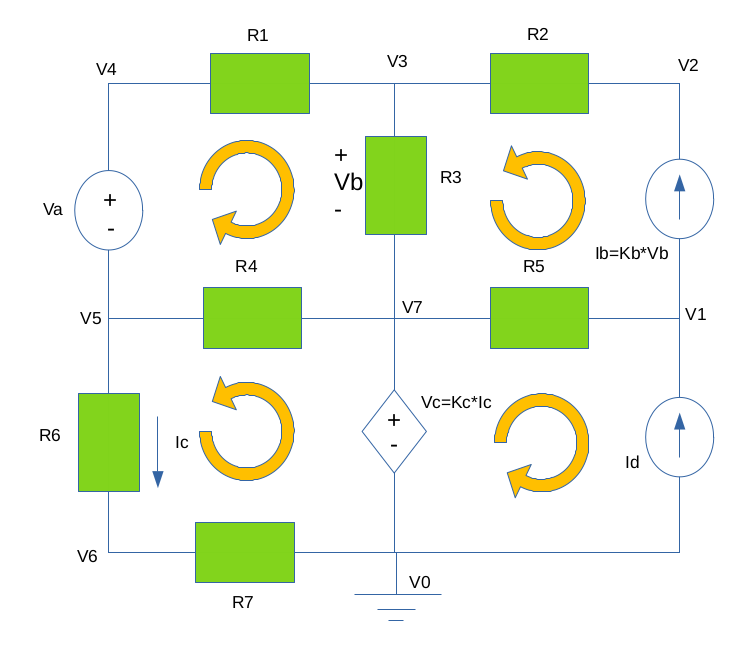 R1
R2
V4
V3
V2
+
Vb
-
R3
Va
+
-
R4
R5
Ib=Kb*Vb
V5
V7
V1
Vc=Kc*Ic
+
-
R6
Ic
Id
V6
R7
V0